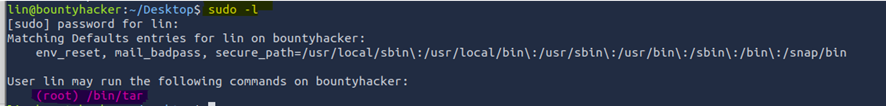 lin@bountyhacker:~/Desktop$ sudo -l
[sudo] password for lin:
Matching Defaults entries for lin on bountyhacker:
    env_reset, mail_badpass, secure_path=/usr/local/sbin\:/usr/local/bin\:/usr/sbin\:/usr/bin\:/sbin\:/bin\:/snap/bin

User lin may run the following commands on bountyhacker:
    (root) /bin/tar